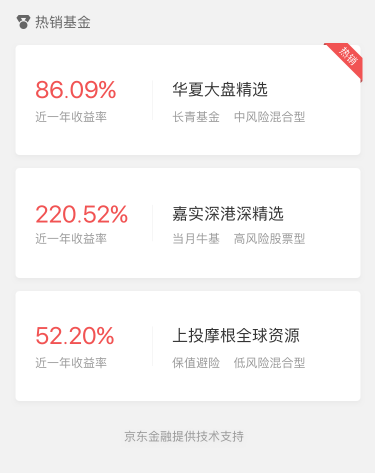 热销基金
热销
86.09%
华夏大盘精选
近一年收益率
长青基金 中风险混合型
220.52%
嘉实深港深精选
近一年收益率
当月牛基 高风险股票型
52.20%
上投摩根全球资源
近一年收益率
保值避险 低风险混合型
京东金融提供技术支持